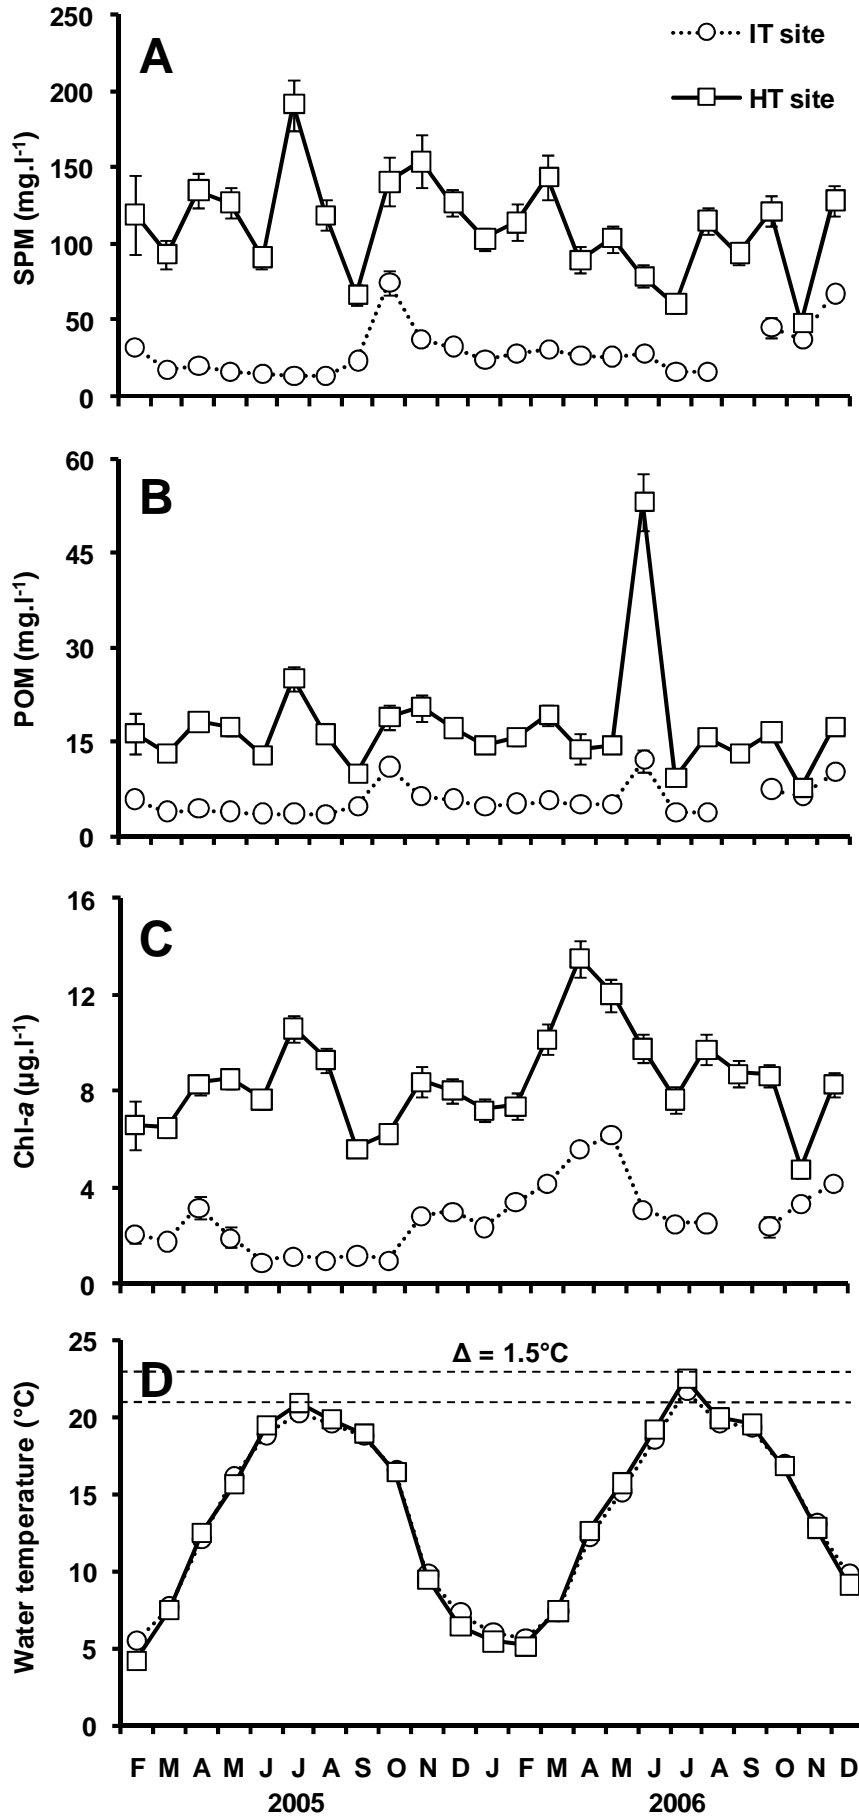 A
IT site
HT site
SPM (mg.l-1)
250
200
150
100
50
0
B
POM (mg.l-1)
60
45
30
15
0
C
Chl-a (µg.l-1)
16
12
8
4
0
D
Δ = 1.5°C
Water temperature (°C)
25
20
15
10
5
0
F M A M J J A S O N D J F M A M J J A S O N D
2005 2006